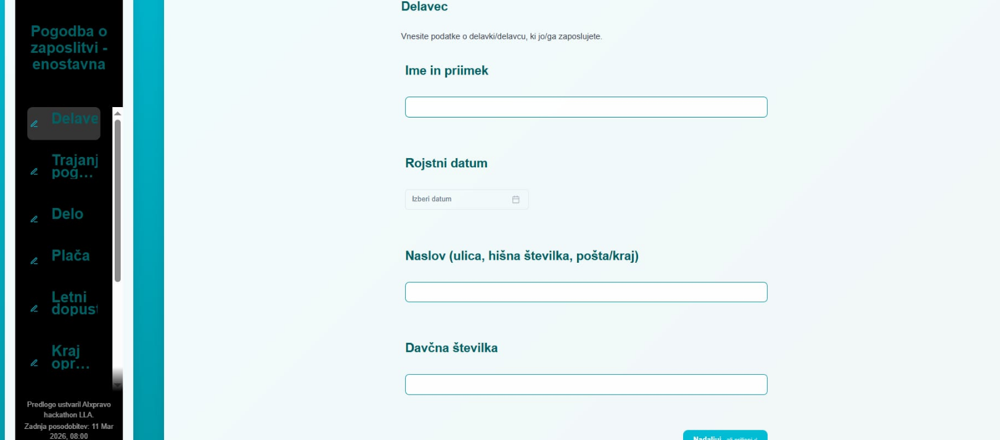 Pogodba o
zaposlitvi -
enostavna
Delave
Trajanj
pog...
Delo
Plača
Letni
dopust
Kraj
opr...
Predlogo ustvaril AIxpravo
hackathon LLA.
Zadnja posodobitev: 11 Mar
2026, 08:00
Delavec
Vnesite podatke o delavki/delavcu, ki jo/ga zaposlujete.
Ime in priimek
Rojstni datum
Izberi datum
Naslov (ulica, hišna številka, pošta/kraj)
Davčna številka
Nadaljuj